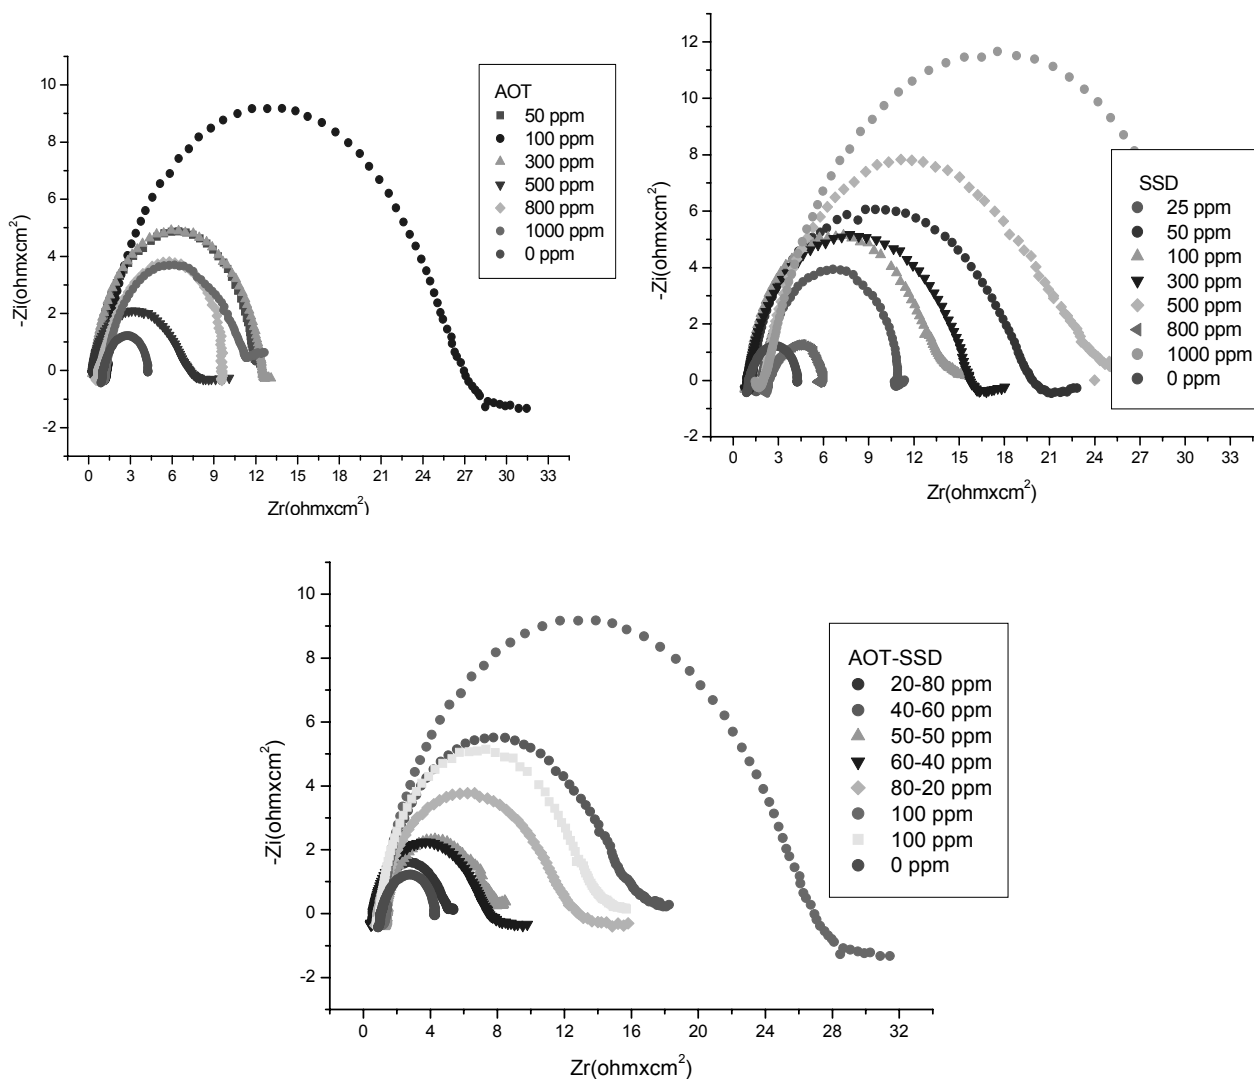 10
8
6
4
2
0
-2
-Zi(ohmxcm²)
0 3 6 9 12 15 18 21 24 27 30 33
Zr(ohmxcm²)
AOT
50 ppm
100 ppm
300 ppm
500 ppm
800 ppm
1000 ppm
0 ppm
12
10
8
6
4
2
0
-2
-Zi(ohmxcm²)
0 3 6 9 12 15 18 21 24 27 30 33
Zr(ohmxcm²)
SSD
25 ppm
50 ppm
100 ppm
300 ppm
500 ppm
800 ppm
1000 ppm
0 ppm
10
8
6
4
2
0
-2
-Zi(ohmxcm²)
0 4 8 12 16 20 24 28 32
Zr(ohmxcm²)
AOT-SSD
20-80 ppm
40-60 ppm
50-50 ppm
60-40 ppm
80-20 ppm
100 ppm
100 ppm
0 ppm